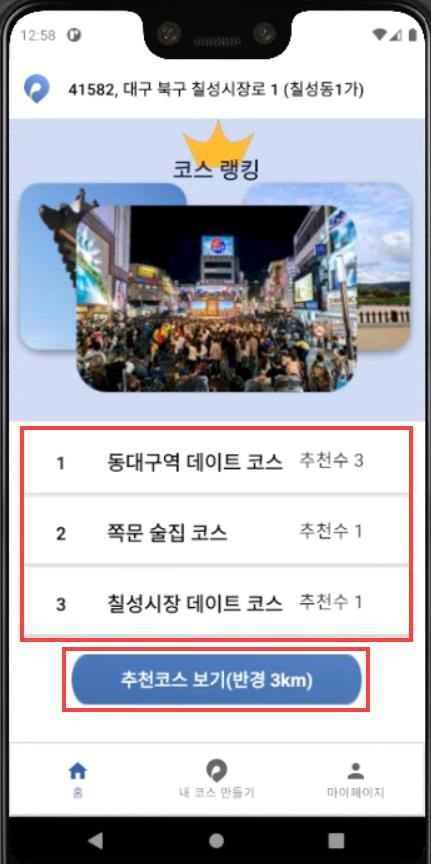 12:58
41582, 대구 북구 칠성시장로 1 (칠성동1가)
코스 랭킹
1 동대구역 데이트 코스 추천수 3
2 쪽문 술집 코스 추천수 1
3 칠성시장 데이트 코스 추천수 1
추천코스 보기(반경 3km)
홈 내 코스 만들기 마이페이지